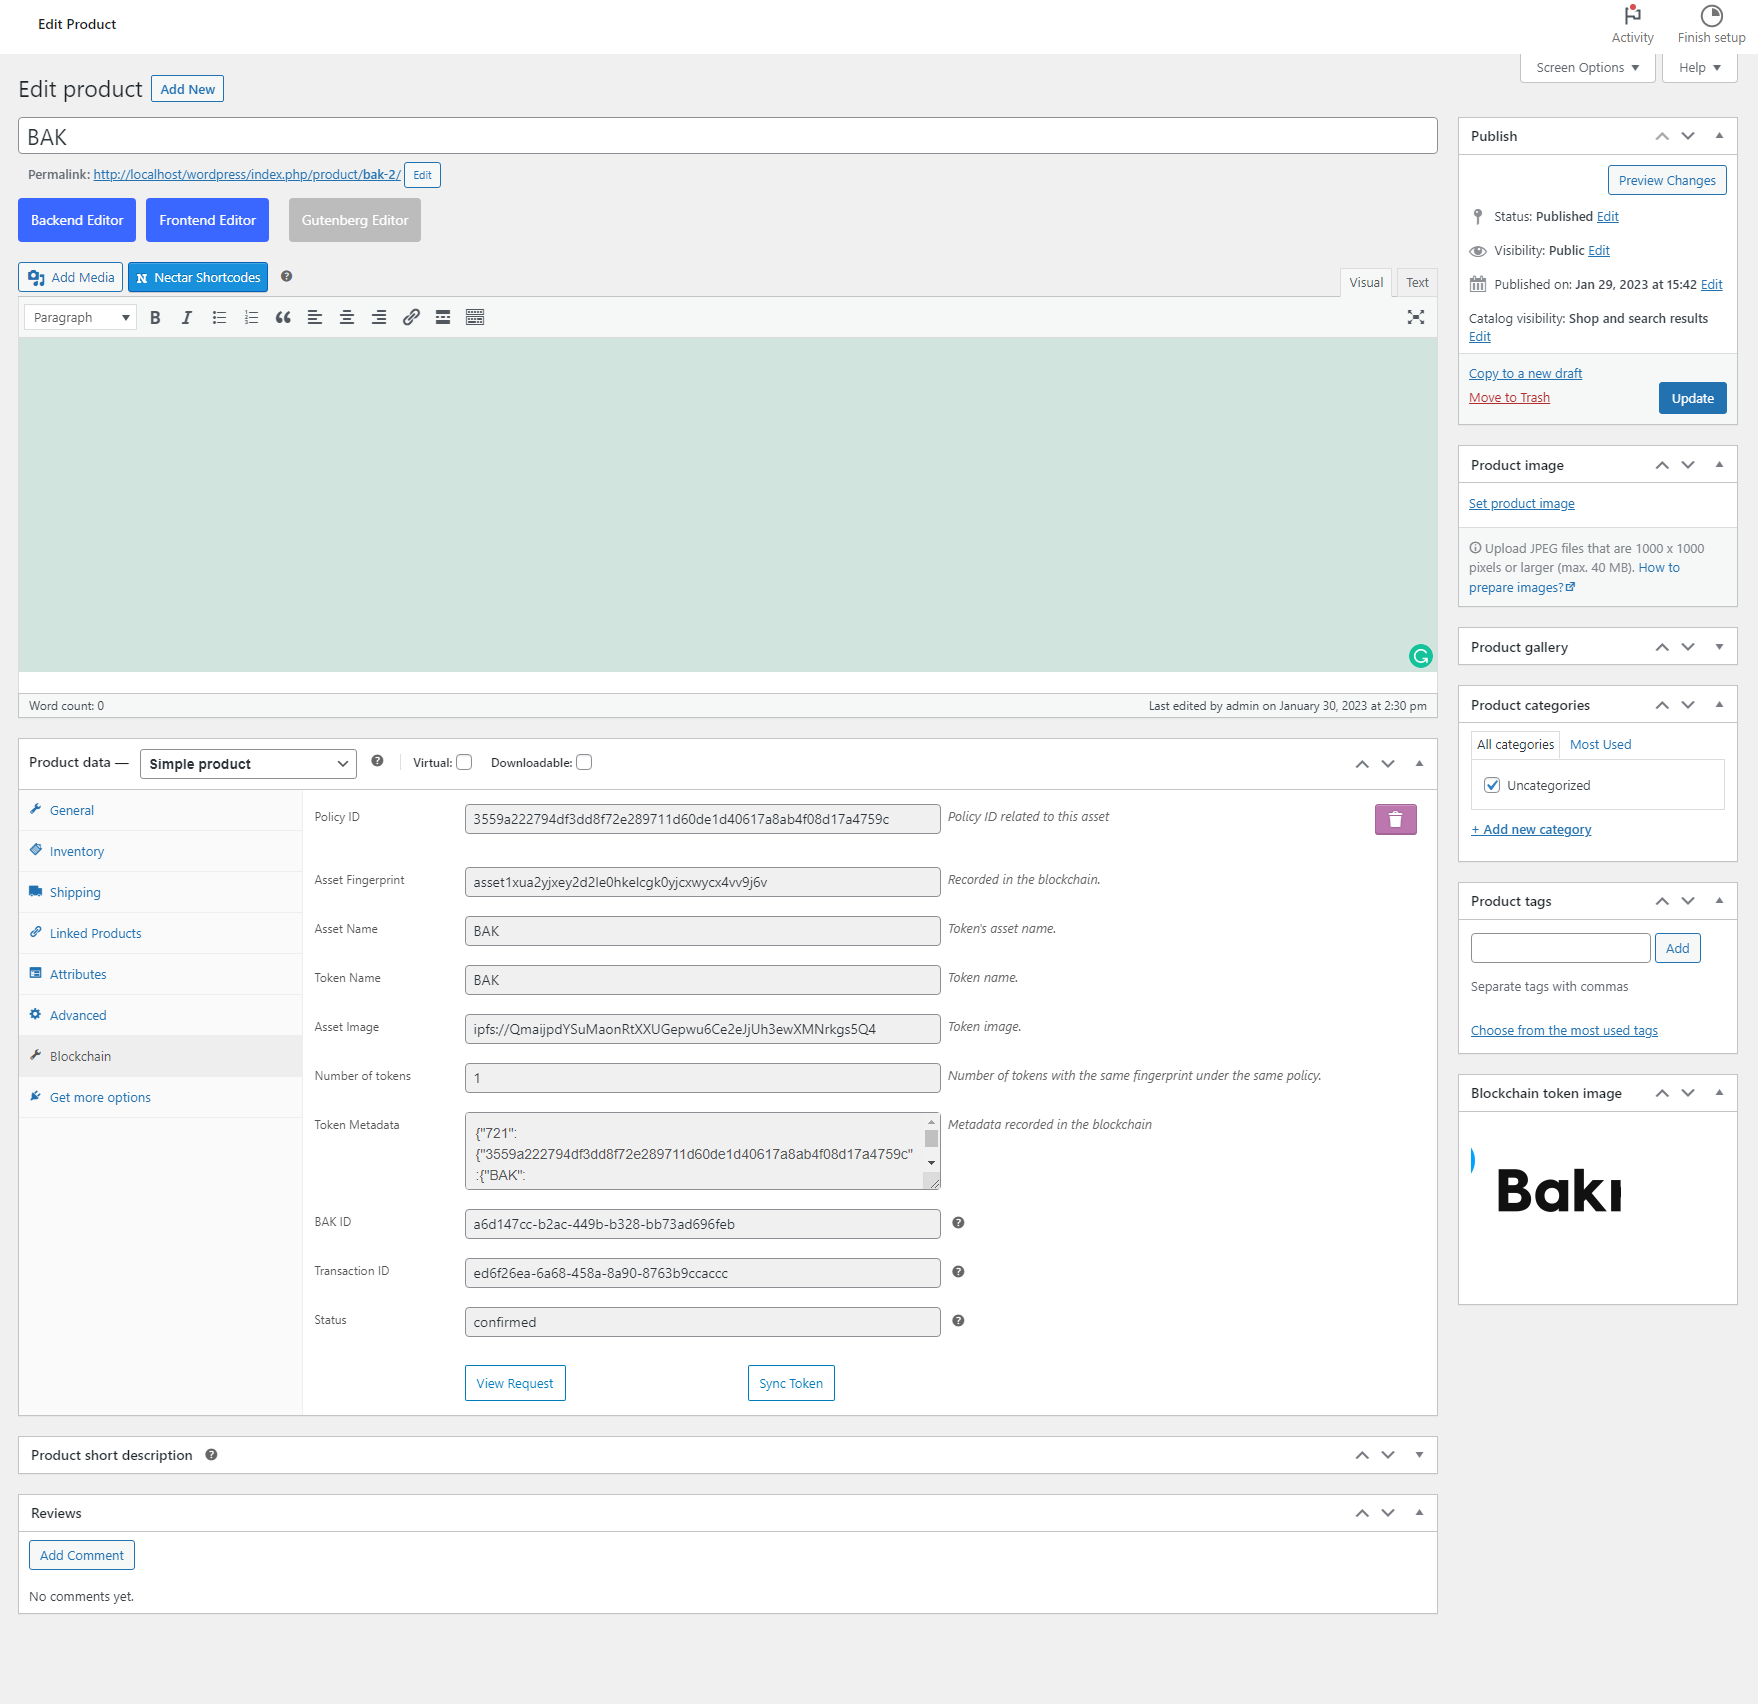 Edit Product
Activity
Finish setup
Screen Options
Help
Edit product
Add New
BAK
Permalink: http://localhost/wordpress/index.php/product/bak-2/ Edit
Backend Editor
Frontend Editor
Gutenberg Editor
Add Media
Nectar Shortcodes
Visual
Text
Paragraph
Word count: 0
Last edited by admin on January 30, 2023 at 2:30 pm
Product data —
Simple product
Virtual:
Downloadable:
General
Inventory
Shipping
Linked Products
Attributes
Advanced
Blockchain
Get more options
Policy ID
3559a222794df3dd8f72e289711d60de1d40617a8ab4f08d17a4759c
Policy ID related to this asset
Asset Fingerprint
asset1xua2yjxey2d2le0hkelcgk0yjcxwycx4vv9j6v
Recorded in the blockchain.
Asset Name
BAK
Token's asset name.
Token Name
BAK
Token name.
Asset Image
ipfs://QmaijpdYSuMaonRtXXUGepwu6Ce2eJjUh3ewXMNrkgs5Q4
Token image.
Number of tokens
1
Number of tokens with the same fingerprint under the same policy.
Token Metadata
{"721":
{"3559a222794df3dd8f72e289711d60de1d40617a8ab4f08d17a4759c"
:{"BAK":
Metadata recorded in the blockchain
BAK ID
a6d147cc-b2ac-449b-b328-bb73ad696feb
Transaction ID
ed6f26ea-6a68-458a-8a90-8763b9ccaccc
Status
confirmed
View Request
Sync Token
Product short description
Reviews
Add Comment
No comments yet.
Publish
Preview Changes
Status: Published Edit
Visibility: Public Edit
Published on: Jan 29, 2023 at 15:42 Edit
Catalog visibility: Shop and search results
Edit
Copy to a new draft
Move to Trash
Update
Product image
Set product image
Upload JPEG files that are 1000 x 1000
pixels or larger (max. 40 MB). How to
prepare images?
Product gallery
Product categories
All categories
Most Used
Uncategorized
+ Add new category
Product tags
Add
Separate tags with commas
Choose from the most used tags
Blockchain token image